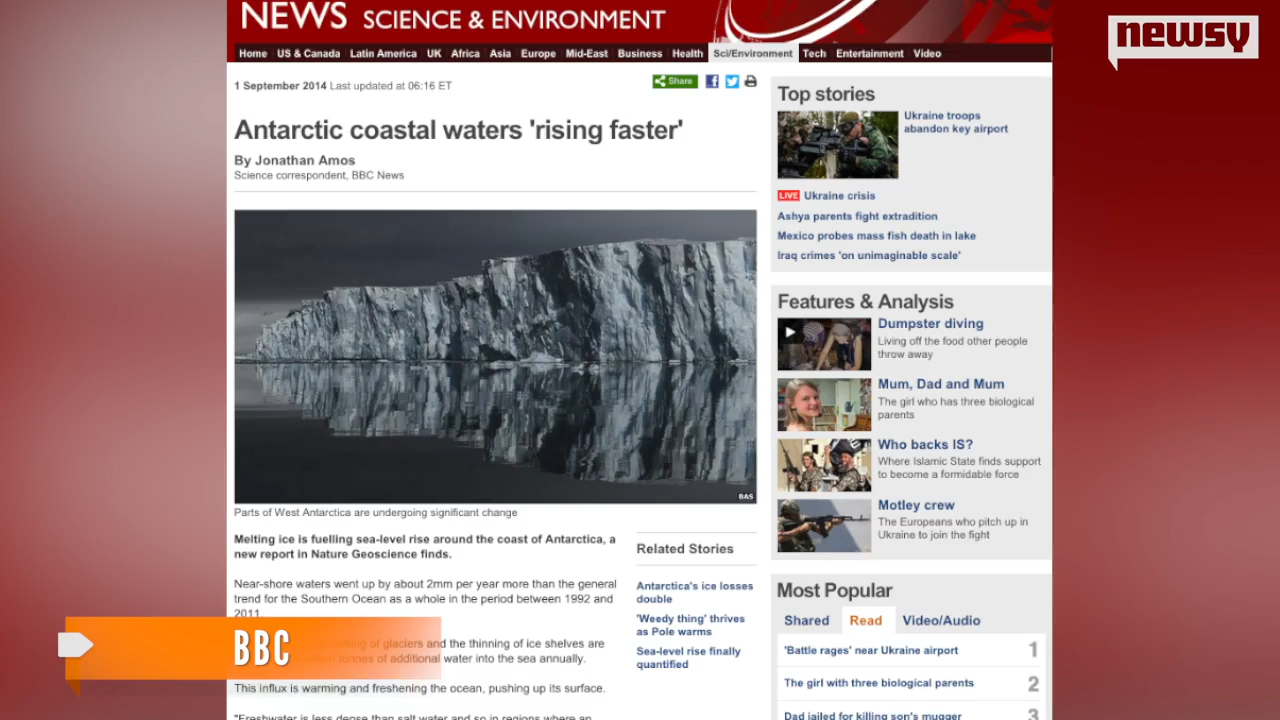 NEWS SCIENCE & ENVIRONMENT
newsy
Home US & Canada Latin America UK Africa Asia Europe Mid-East Business Health Sci/Environment Tech Entertainment Video
1 September 2014 Last updated at 06:16 ET
Share
Antarctic coastal waters 'rising faster'
By Jonathan Amos
Science correspondent, BBC News
BAS
Parts of West Antarctica are undergoing significant change
Melting ice is fuelling sea-level rise around the coast of Antarctica, a
new report in Nature Geoscience finds.
Near-shore waters went up by about 2mm per year more than the general
trend for the Southern Ocean as a whole in the period between 1992 and
2011.
of glaciers and the thinning of ice shelves are
tonnes of additional water into the sea annually.
BBC
This influx is warming and freshening the ocean, pushing up its surface.
"Freshwater is less dense than salt water and so in regions where an
Related Stories
Antarctica's ice losses
double
'Weedy thing' thrives
as Pole warms
Sea-level rise finally
quantified
Top stories
Ukraine troops
abandon key airport
LIVE Ukraine crisis
Ashya parents fight extradition
Mexico probes mass fish death in lake
Iraq crimes 'on unimaginable scale'
Features & Analysis
Dumpster diving
Living off the food other people
throw away
Mum, Dad and Mum
The girl who has three biological
parents
Who backs IS?
Where Islamic State finds support
to become a formidable force
Motley crew
The Europeans who pitch up in
Ukraine to join the fight
Most Popular
Shared Read Video/Audio
'Battle rages' near Ukraine airport 1
The girl with three biological parents 2
Dad jailed for killing son's mugger 3